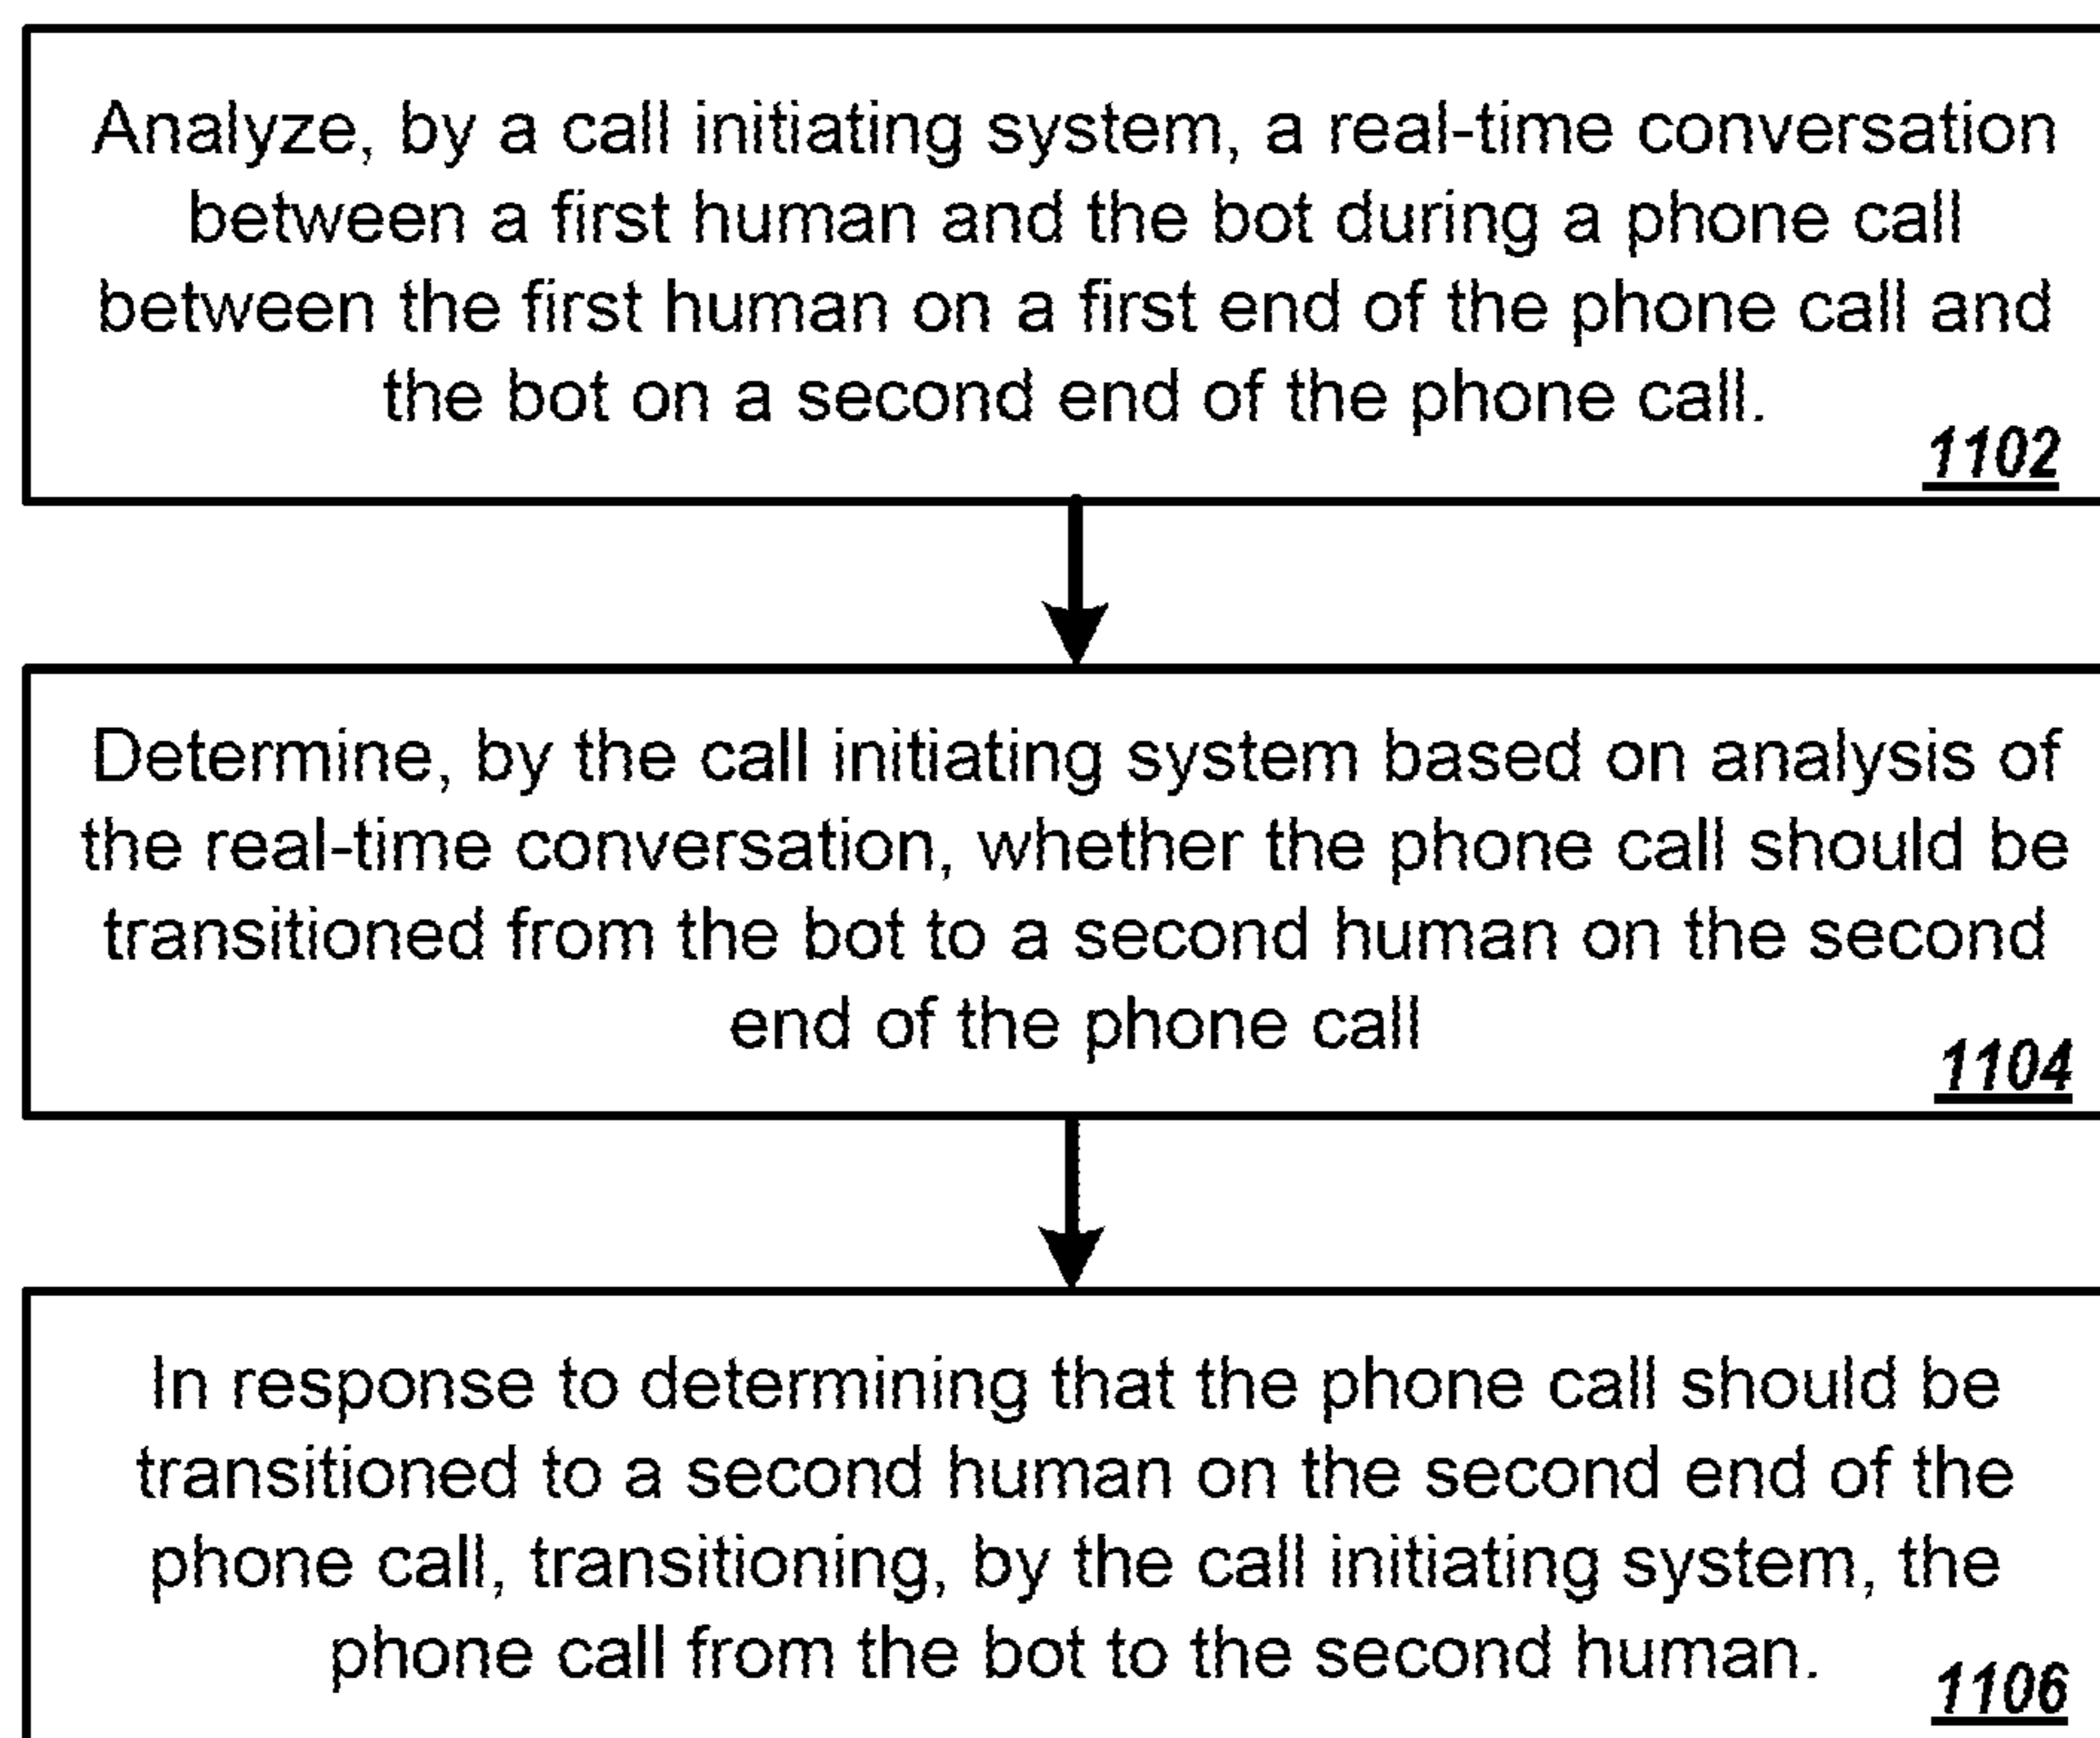 Analyze, by a call initiating system, a real-time conversation
between a first human and the bot during a phone call
between the first human on a first end of the phone call and
the bot on a second end of the phone call.
1102
Determine, by the call initiating system based on analysis of
the real-time conversation, whether the phone call should be
transitioned from the bot to a second human on the second
end of the phone call
1104
In response to determining that the phone call should be
transitioned to a second human on the second end of the
phone call, transitioning, by the call initiating system, the
phone call from the bot to the second human.
1106